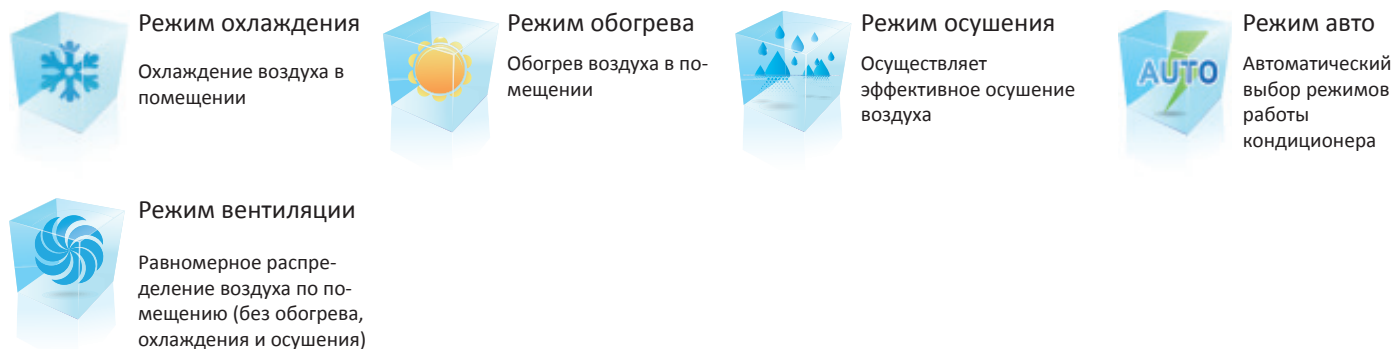 Режим охлаждения
Охлаждение воздуха в
помещении
Режим обогрева
Обогрев воздуха в по-
мещении
Режим осушения
Осуществляет
эффективное осушение
воздуха
AUTO
Режим авто
Автоматический
выбор режимов
работы
кондиционера
Режим вентиляции
Равномерное распре-
деление воздуха по по-
мещению (без обогрева,
охлаждения и осушения)